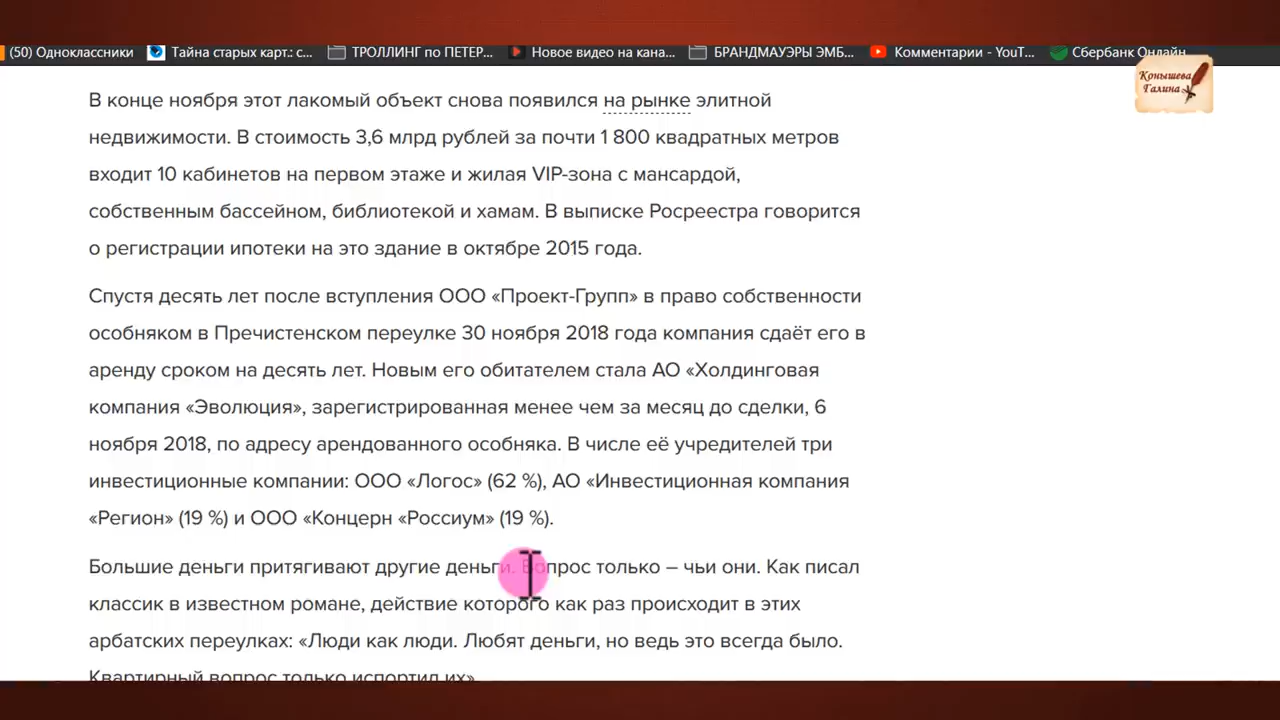 (50) Одноклассники
Тайна старых карт.: с...
ТРОЛЛИНГ по ПЕТЕР...
Новое видео на кана...
БРАНДМАУЭРЫ ЭМБ...
Комментарии - YouT...
Сбербанк Онлайн
Конышева
Галина
В конце ноября этот лакомый объект снова появился на рынке элитной
недвижимости. В стоимость 3,6 млрд рублей за почти 1 800 квадратных метров
входит 10 кабинетов на первом этаже и жилая VIP-зона с мансардой,
собственным бассейном, библиотекой и хамам. В выписке Росреестра говорится
о регистрации ипотеки на это здание в октябре 2015 года.
Спустя десять лет после вступления ООО «Проект-Групп» в право собственности
особняком в Пречистенском переулке 30 ноября 2018 года компания сдаёт его в
аренду сроком на десять лет. Новым его обитателем стала АО «Холдинговая
компания «Эволюция», зарегистрированная менее чем за месяц до сделки, 6
ноября 2018, по адресу арендованного особняка. В числе её учредителей три
инвестиционные компании: ООО «Логос» (62 %), АО «Инвестиционная компания
«Регион» (19 %) и ООО «Концерн «Россиум» (19 %).
Большие деньги притягивают другие деньги. Вопрос только – чьи они. Как писал
классик в известном романе, действие которого как раз происходит в этих
арбатских переулках: «Люди как люди. Любят деньги, но ведь это всегда было.
Квартирный вопрос только испортил их».